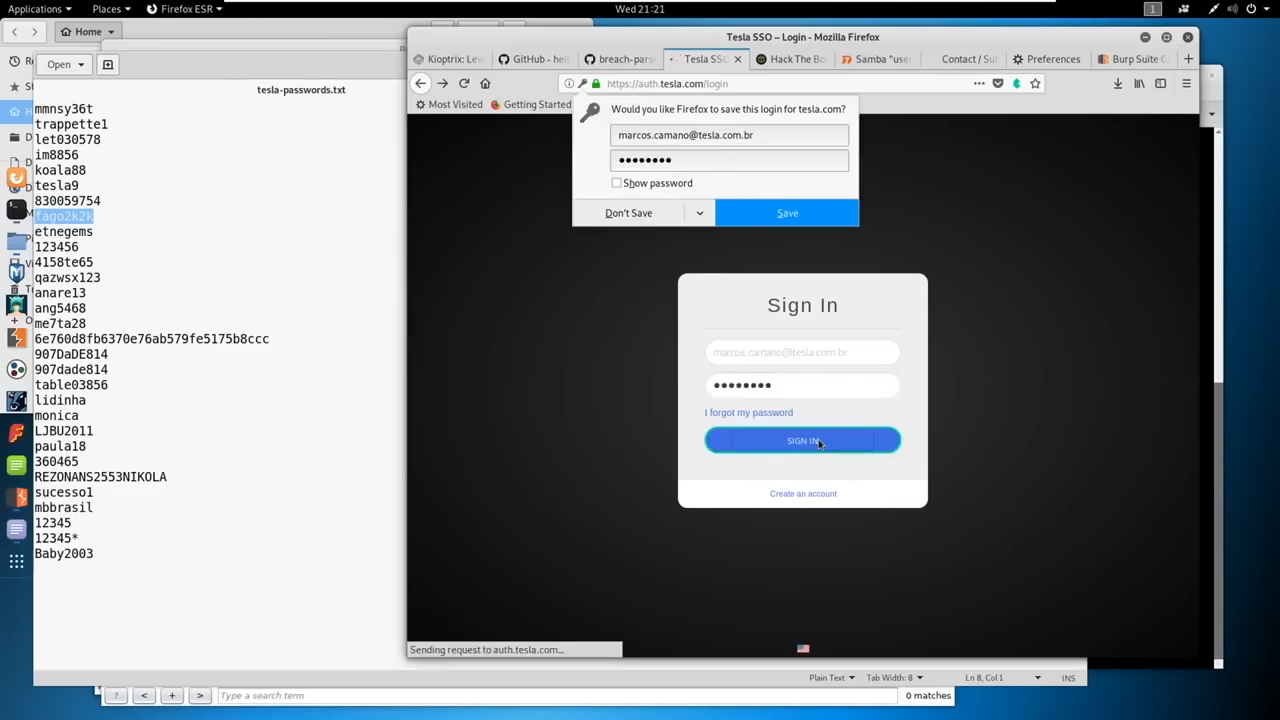 Applications
Places
Firefox ESR
Wed 21:21
1
Home
Tesla SSO – Login - Mozilla Firefox
Open
tesla-passwords.txt
Kioptrix: Lev
GitHub - hel
breach-pars
Tesla SSO
Hack The Bo
Samba "user
Contact / Su
Preferences
Burp Suite C
https://auth.tesla.com/login
Most Visited
Getting Started
mmnsy36t
trappette1
let030578
im8856
koala88
tesla9
830059754
fago2k2k
etnegems
123456
4158te65
qazwsx123
anare13
ang5468
me7ta28
6e760d8fb6370e76ab579fe5175b8ccc
907DaDE814
907dade814
table03856
lidinha
monica
LJBU2011
paula18
360465
REZONANS2553NIKOLA
sucesso1
mbbrasil
12345
12345*
Baby2003
Would you like Firefox to save this login for tesla.com?
marcos.camano@tesla.com.br
Show password
Don't Save
Save
Sign In
marcos.camano@tesla.com.br
I forgot my password
SIGN IN
Create an account
Sending request to auth.tesla.com...
Plain Text
Tab Width: 8
Ln 8, Col 1
INS
?
<
+
>
Type a search term
0 matches